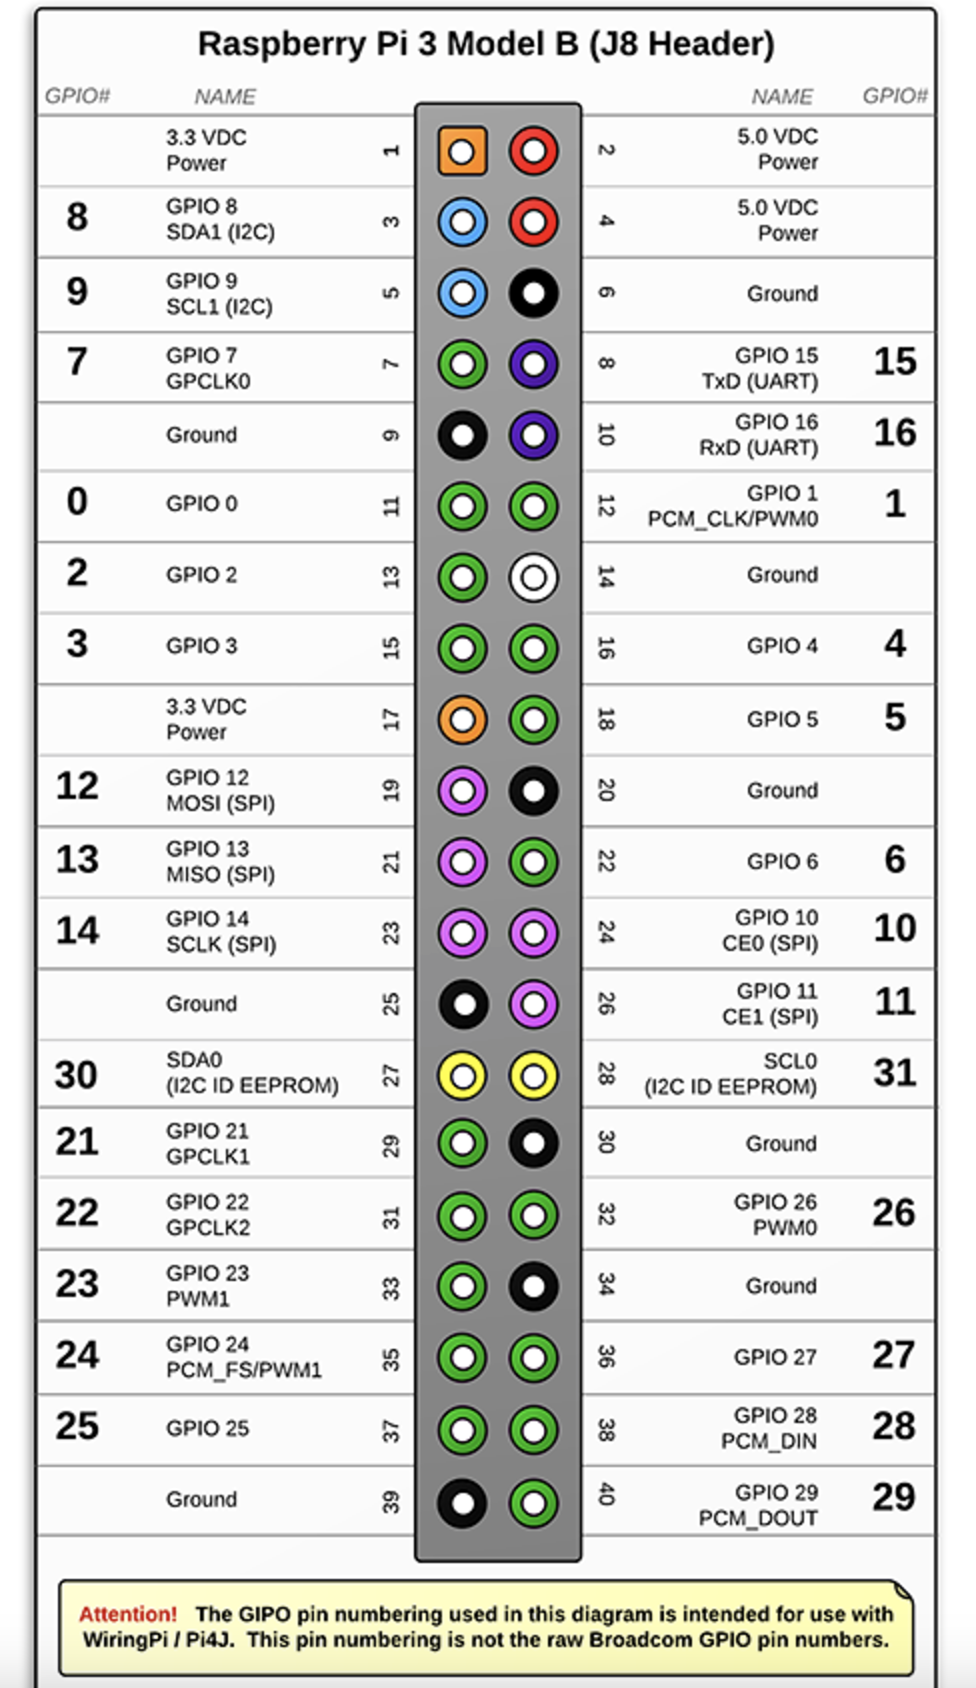 Raspberry Pi 3 Model B (J8 Header)
GPIO# NAME NAME GPIO#
3.3 VDC
Power 1 2 5.0 VDC
Power
8 GPIO 8
SDA1 (I2C) 3 4 5.0 VDC
Power
9 GPIO 9
SCL1 (I2C) 5 6 Ground
7 GPIO 7
GPCLK0 7 8 GPIO 15
TxD (UART) 15
Ground 9 10 GPIO 16
RxD (UART) 16
0 GPIO 0 11 12 GPIO 1
PCM_CLK/PWM0 1
2 GPIO 2 13 14 Ground
3 GPIO 3 15 16 GPIO 4 4
3.3 VDC
Power 17 18 GPIO 5 5
12 GPIO 12
MOSI (SPI) 19 20 Ground
13 GPIO 13
MISO (SPI) 21 22 GPIO 6 6
14 GPIO 14
SCLK (SPI) 23 24 GPIO 10
CE0 (SPI) 10
Ground 25 26 GPIO 11
CE1 (SPI) 11
30 SDA0
(I2C ID EEPROM) 27 28 SCL0
(I2C ID EEPROM) 31
21 GPIO 21
GPCLK1 29 30 Ground
22 GPIO 22
GPCLK2 31 32 GPIO 26
PWM0 26
23 GPIO 23
PWM1 33 34 Ground
24 GPIO 24
PCM_FS/PWM1 35 36 GPIO 27 27
25 GPIO 25 37 38 GPIO 28
PCM_DIN 28
Ground 39 40 GPIO 29
PCM_DOUT 29
Attention! The GIPO pin numbering used in this diagram is intended for use with
WiringPi / Pi4J. This pin numbering is not the raw Broadcom GPIO pin numbers.